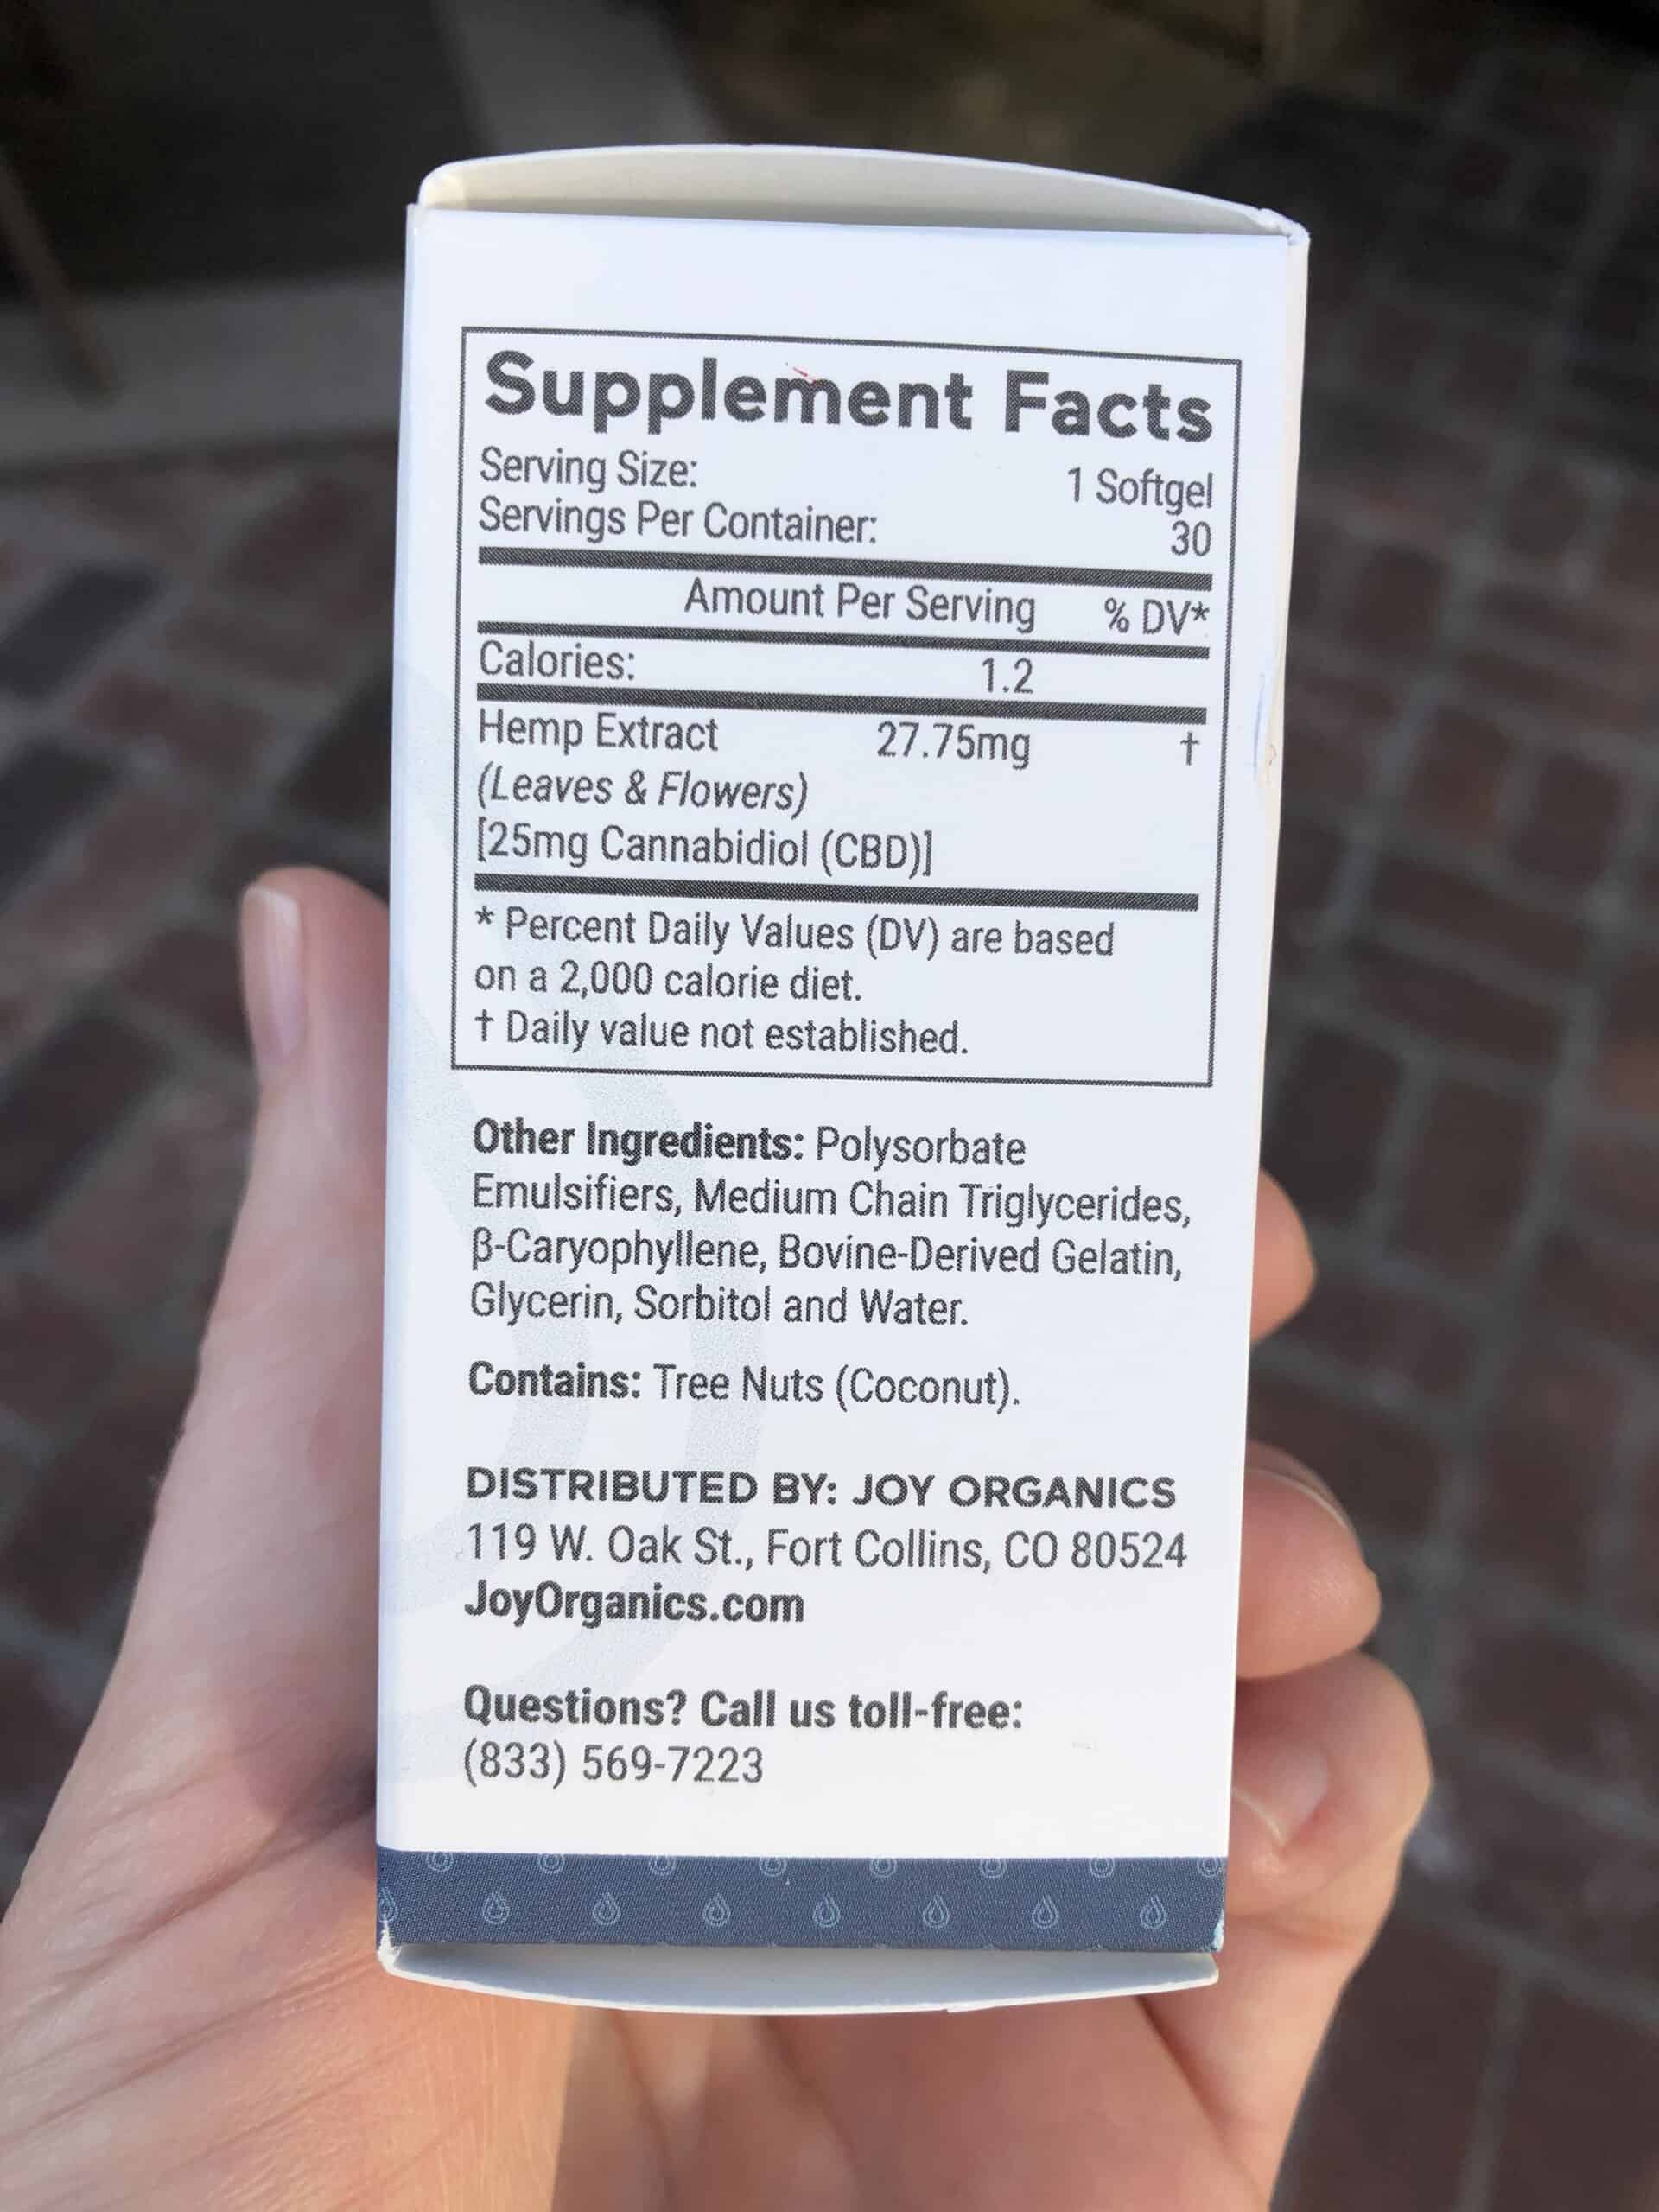 Supplement Facts
Serving Size: 1 Softgel
Servings Per Container: 30
Amount Per Serving % DV*
Calories: 1.2
Hemp Extract 27.75mg †
(Leaves & Flowers)
[25mg Cannabidiol (CBD)]
* Percent Daily Values (DV) are based
on a 2,000 calorie diet.
† Daily value not established.
Other Ingredients: Polysorbate
Emulsifiers, Medium Chain Triglycerides,
β-Caryophyllene, Bovine-Derived Gelatin,
Glycerin, Sorbitol and Water.
Contains: Tree Nuts (Coconut).
DISTRIBUTED BY: JOY ORGANICS
119 W. Oak St., Fort Collins, CO 80524
JoyOrganics.com
Questions? Call us toll-free:
(833) 569-7223